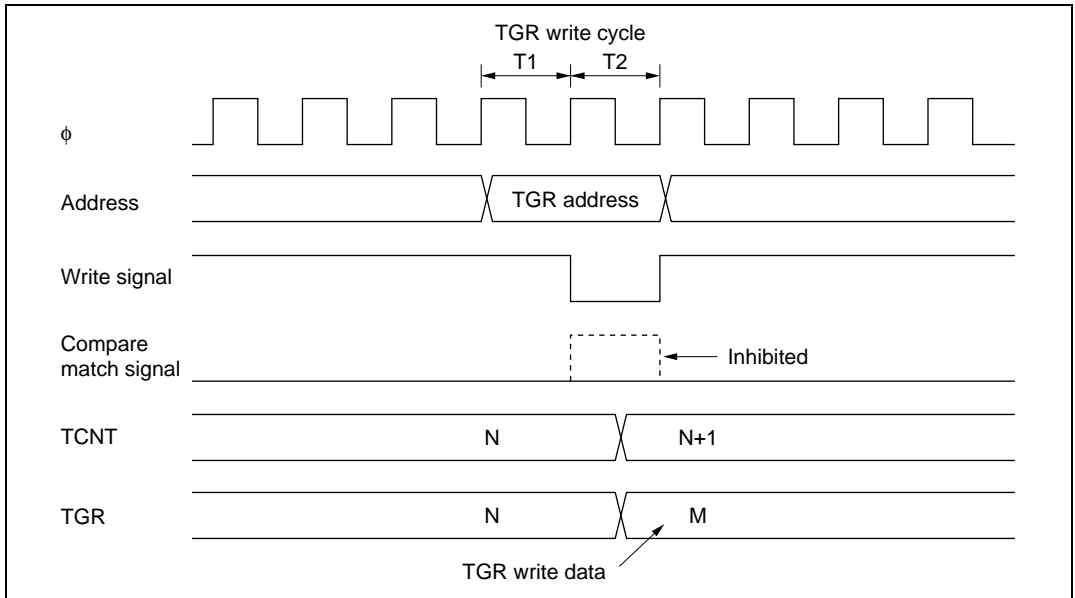 TGR write cycle
T1 T2
ϕ
Address TGR address
Write signal
Compare
match signal
Inhibited
TCNT N N+1
TGR N M
TGR write data